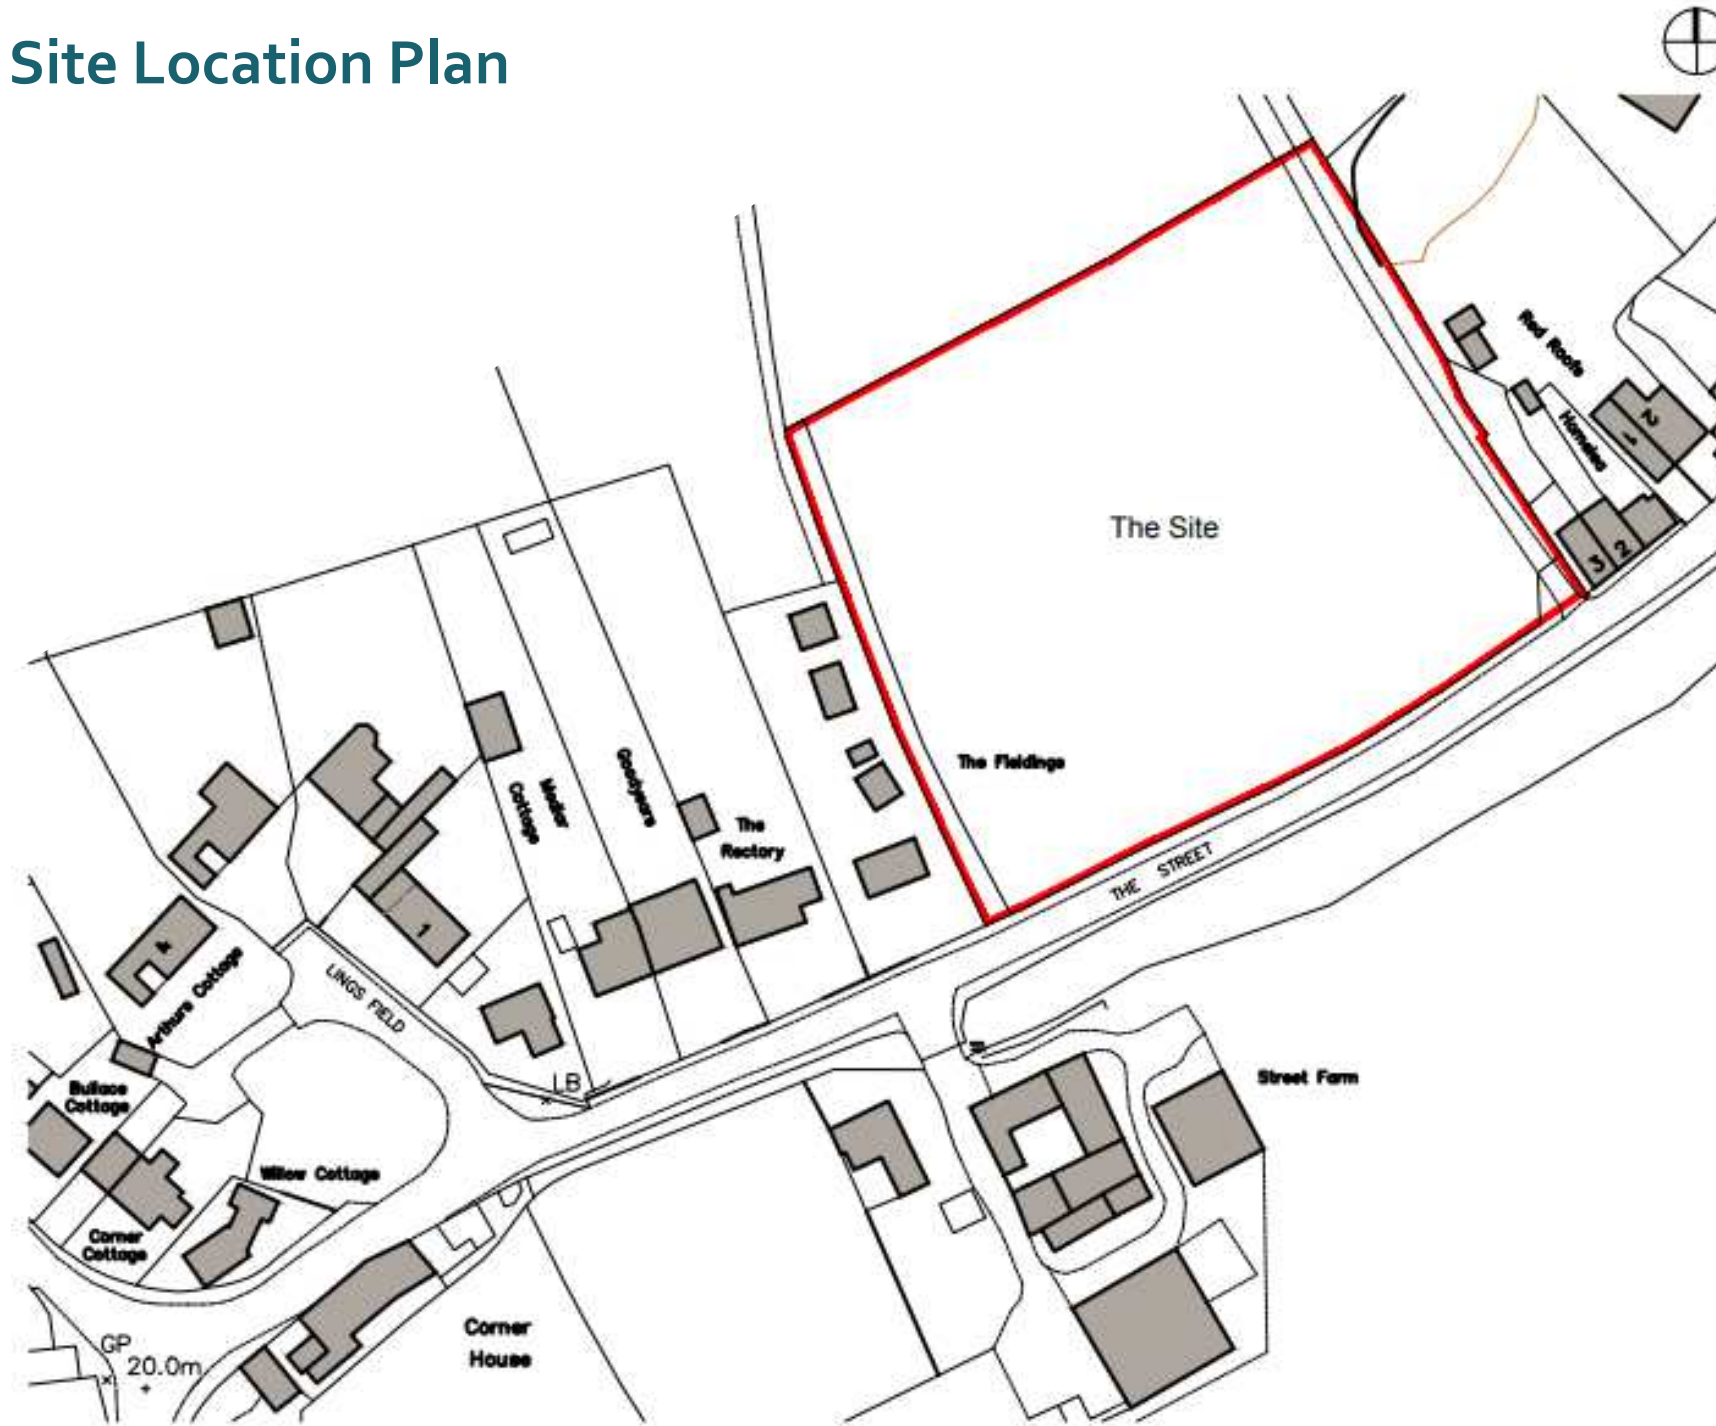 Site Location Plan
Red Roofs
2
1
Homelea
The Site
3
2
The Fieldings
Medlar
Cottage
Goodyears
The
Rectory
THE STREET
1
4
Arthurs Cottage
LINGS FIELD
LB
Bullace
Cottage
Street Farm
Willow Cottage
Corner
Cottage
Corner
House
GP
20.0m